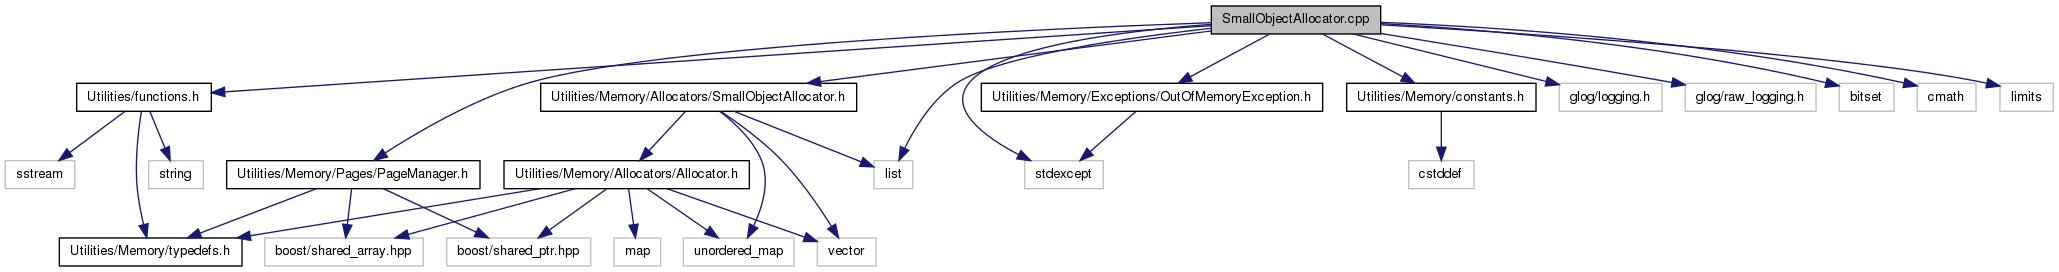 SmallObjectAllocator.cpp
Utilities/functions.h
Utilities/Memory/Allocators/SmallObjectAllocator.h
Utilities/Memory/Exceptions/OutOfMemoryException.h
Utilities/Memory/constants.h
glog/logging.h
glog/raw_logging.h
bitset
cmath
limits
sstream
string
Utilities/Memory/Pages/PageManager.h
Utilities/Memory/Allocators/Allocator.h
list
stdexcept
cstddef
Utilities/Memory/typedefs.h
boost/shared_array.hpp
boost/shared_ptr.hpp
map
unordered_map
vector